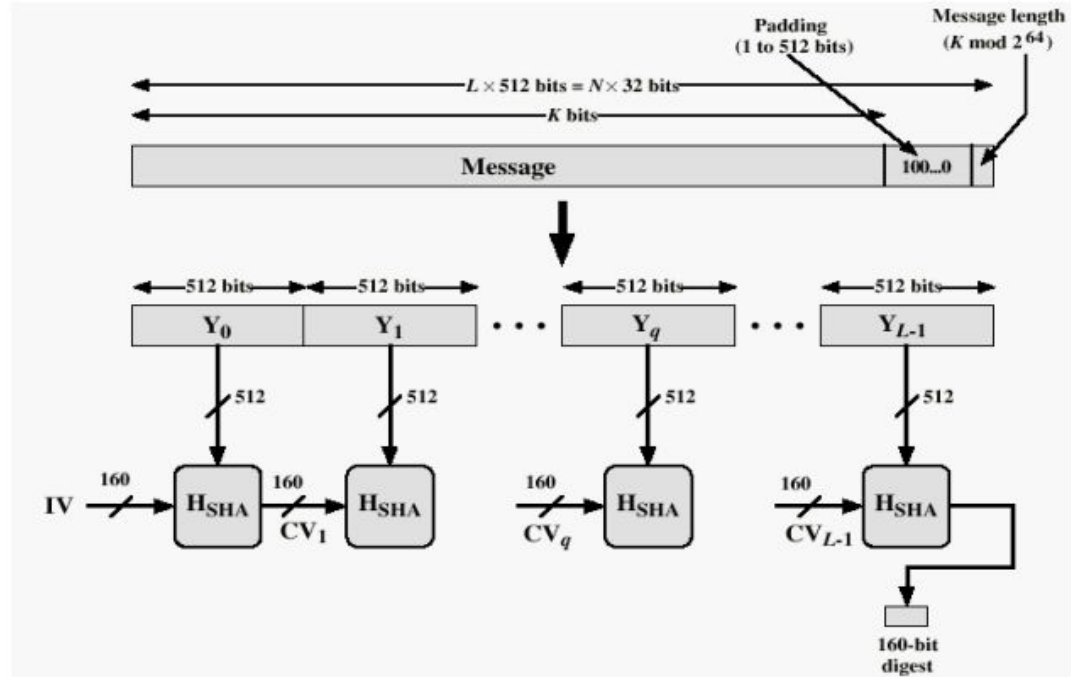 Padding
(1 to 512 bits)
Message length
(K mod 2^64)
L × 512 bits = N × 32 bits
K bits
Message
100...0
512 bits
512 bits
512 bits
512 bits
Y0
Y1
• • •
Yq
• • •
YL-1
512
512
512
512
IV
160
HSHA
160
CV1
HSHA
160
CVq
HSHA
160
CVL-1
HSHA
160-bit
digest